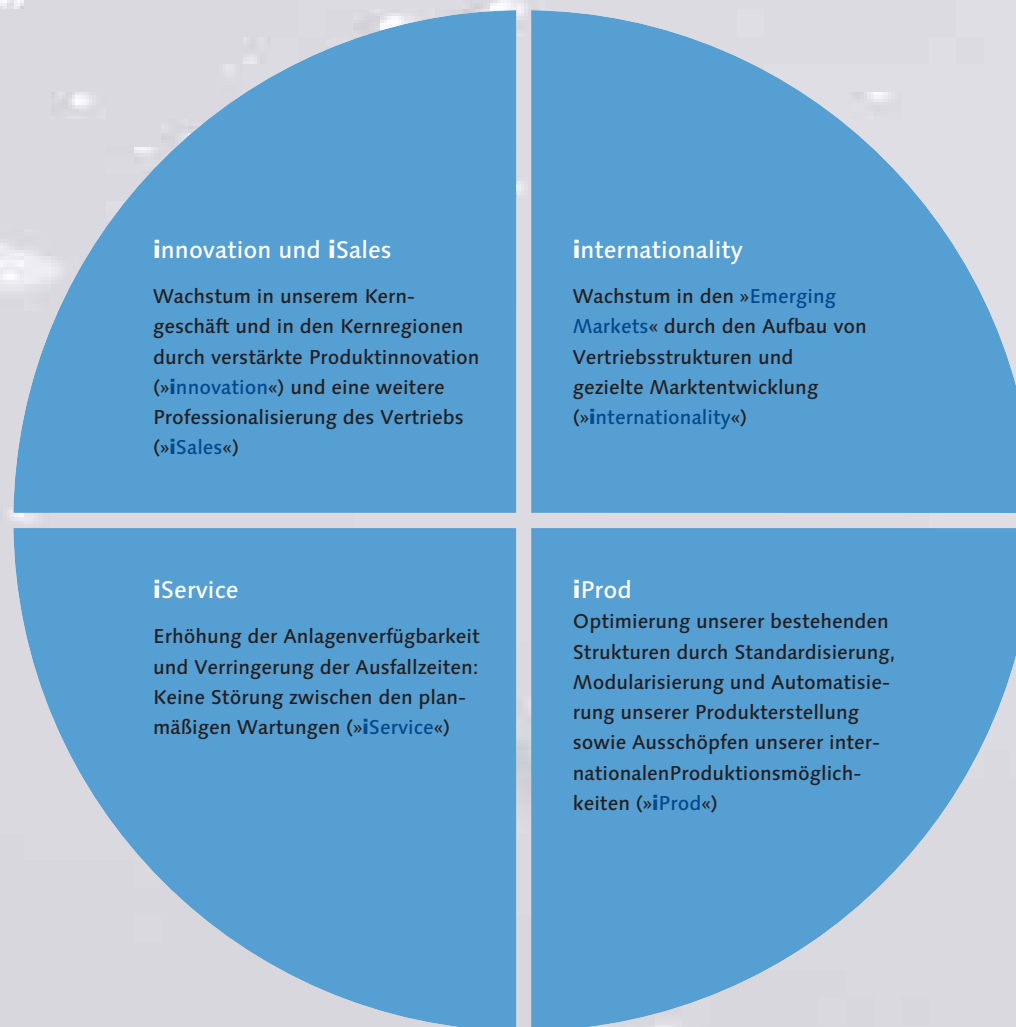 innovation und iSales
Wachstum in unserem Kern-
geschäft und in den Kernregionen
durch verstärkte Produktinnovation
(»innovation«) und eine weitere
Professionalisierung des Vertriebs
(»iSales«)
internationality
Wachstum in den »Emerging
Markets« durch den Aufbau von
Vertriebsstrukturen und
gezielte Marktentwicklung
(»internationality«)
iService
Erhöhung der Anlagenverfügbarkeit
und Verringerung der Ausfallzeiten:
Keine Störung zwischen den plan-
mäßigen Wartungen (»iService«)
iProd
Optimierung unserer bestehenden
Strukturen durch Standardisierung,
Modularisierung und Automatisie-
rung unserer Produkterstellung
sowie Ausschöpfen unserer inter-
nationalenProduktionsmöglich-
keiten (»iProd«)